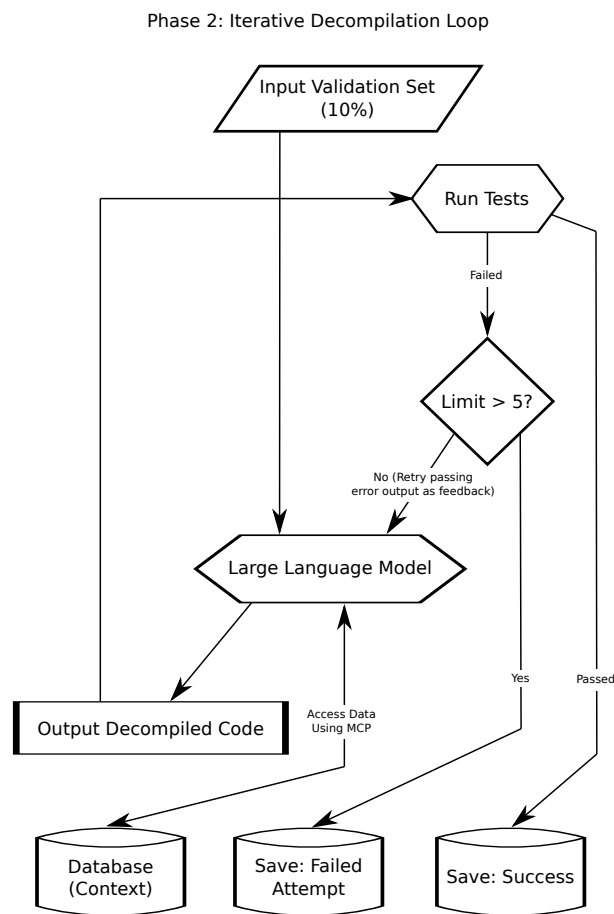 Phase 2: Iterative Decompilation Loop
Input Validation Set
(10%)
Run Tests
Failed
Limit > 5?
No (Retry passing
error output as feedback)
Large Language Model
Output Decompiled Code
Access Data
Using MCP
Yes
Passed
Database
(Context)
Save: Failed
Attempt
Save: Success